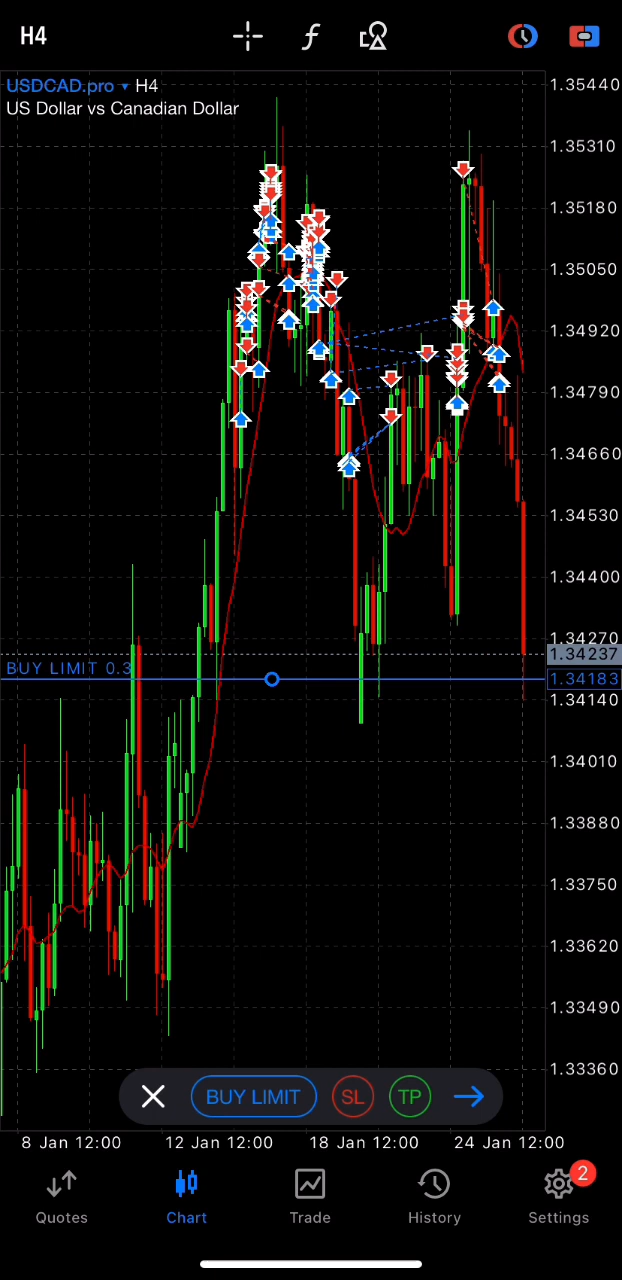 H4
USDCAD.pro ▾ H4
US Dollar vs Canadian Dollar
1.35440
1.35310
1.35180
1.35050
1.34920
1.34790
1.34660
1.34530
1.34400
1.34270
1.34237
BUY LIMIT 0.3
1.34183
1.34140
1.34010
1.33880
1.33750
1.33620
1.33490
1.33360
BUY LIMIT SL TP
8 Jan 12:00 12 Jan 12:00 18 Jan 12:00 24 Jan 12:00
2
Quotes Chart Trade History Settings